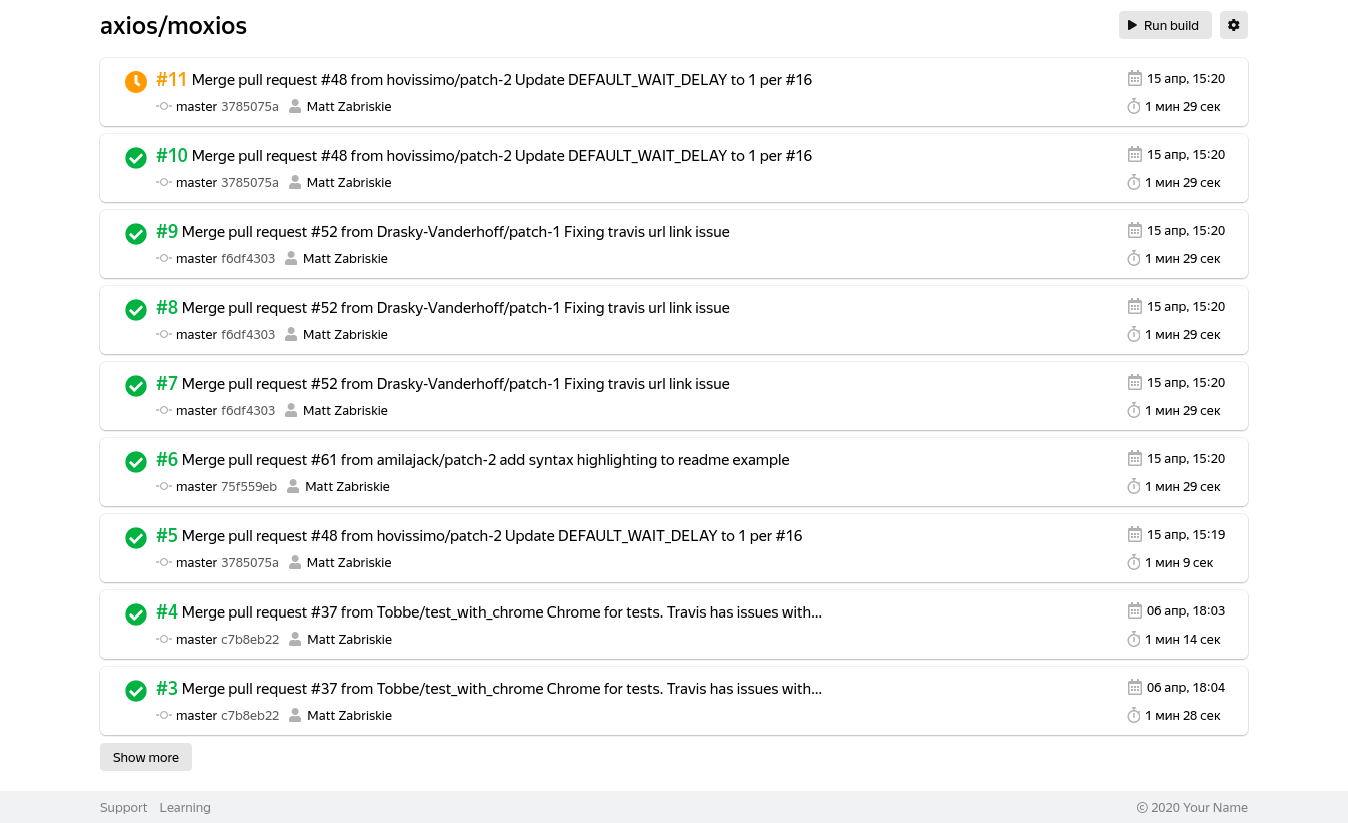 axios/moxios
Run build
#11 Merge pull request #48 from hovissimo/patch-2 Update DEFAULT_WAIT_DELAY to 1 per #16
15 апр, 15:20
master 3785075a Matt Zabriskie
1 мин 29 сек
#10 Merge pull request #48 from hovissimo/patch-2 Update DEFAULT_WAIT_DELAY to 1 per #16
15 апр, 15:20
master 3785075a Matt Zabriskie
1 мин 29 сек
#9 Merge pull request #52 from Drasky-Vanderhoff/patch-1 Fixing travis url link issue
15 апр, 15:20
master f6df4303 Matt Zabriskie
1 мин 29 сек
#8 Merge pull request #52 from Drasky-Vanderhoff/patch-1 Fixing travis url link issue
15 апр, 15:20
master f6df4303 Matt Zabriskie
1 мин 29 сек
#7 Merge pull request #52 from Drasky-Vanderhoff/patch-1 Fixing travis url link issue
15 апр, 15:20
master f6df4303 Matt Zabriskie
1 мин 29 сек
#6 Merge pull request #61 from amilajack/patch-2 add syntax highlighting to readme example
15 апр, 15:20
master 75f559eb Matt Zabriskie
1 мин 29 сек
#5 Merge pull request #48 from hovissimo/patch-2 Update DEFAULT_WAIT_DELAY to 1 per #16
15 апр, 15:19
master 3785075a Matt Zabriskie
1 мин 9 сек
#4 Merge pull request #37 from Tobbe/test_with_chrome Chrome for tests. Travis has issues with...
06 апр, 18:03
master c7b8eb22 Matt Zabriskie
1 мин 14 сек
#3 Merge pull request #37 from Tobbe/test_with_chrome Chrome for tests. Travis has issues with...
06 апр, 18:04
master c7b8eb22 Matt Zabriskie
1 мин 28 сек
Show more
Support Learning
© 2020 Your Name